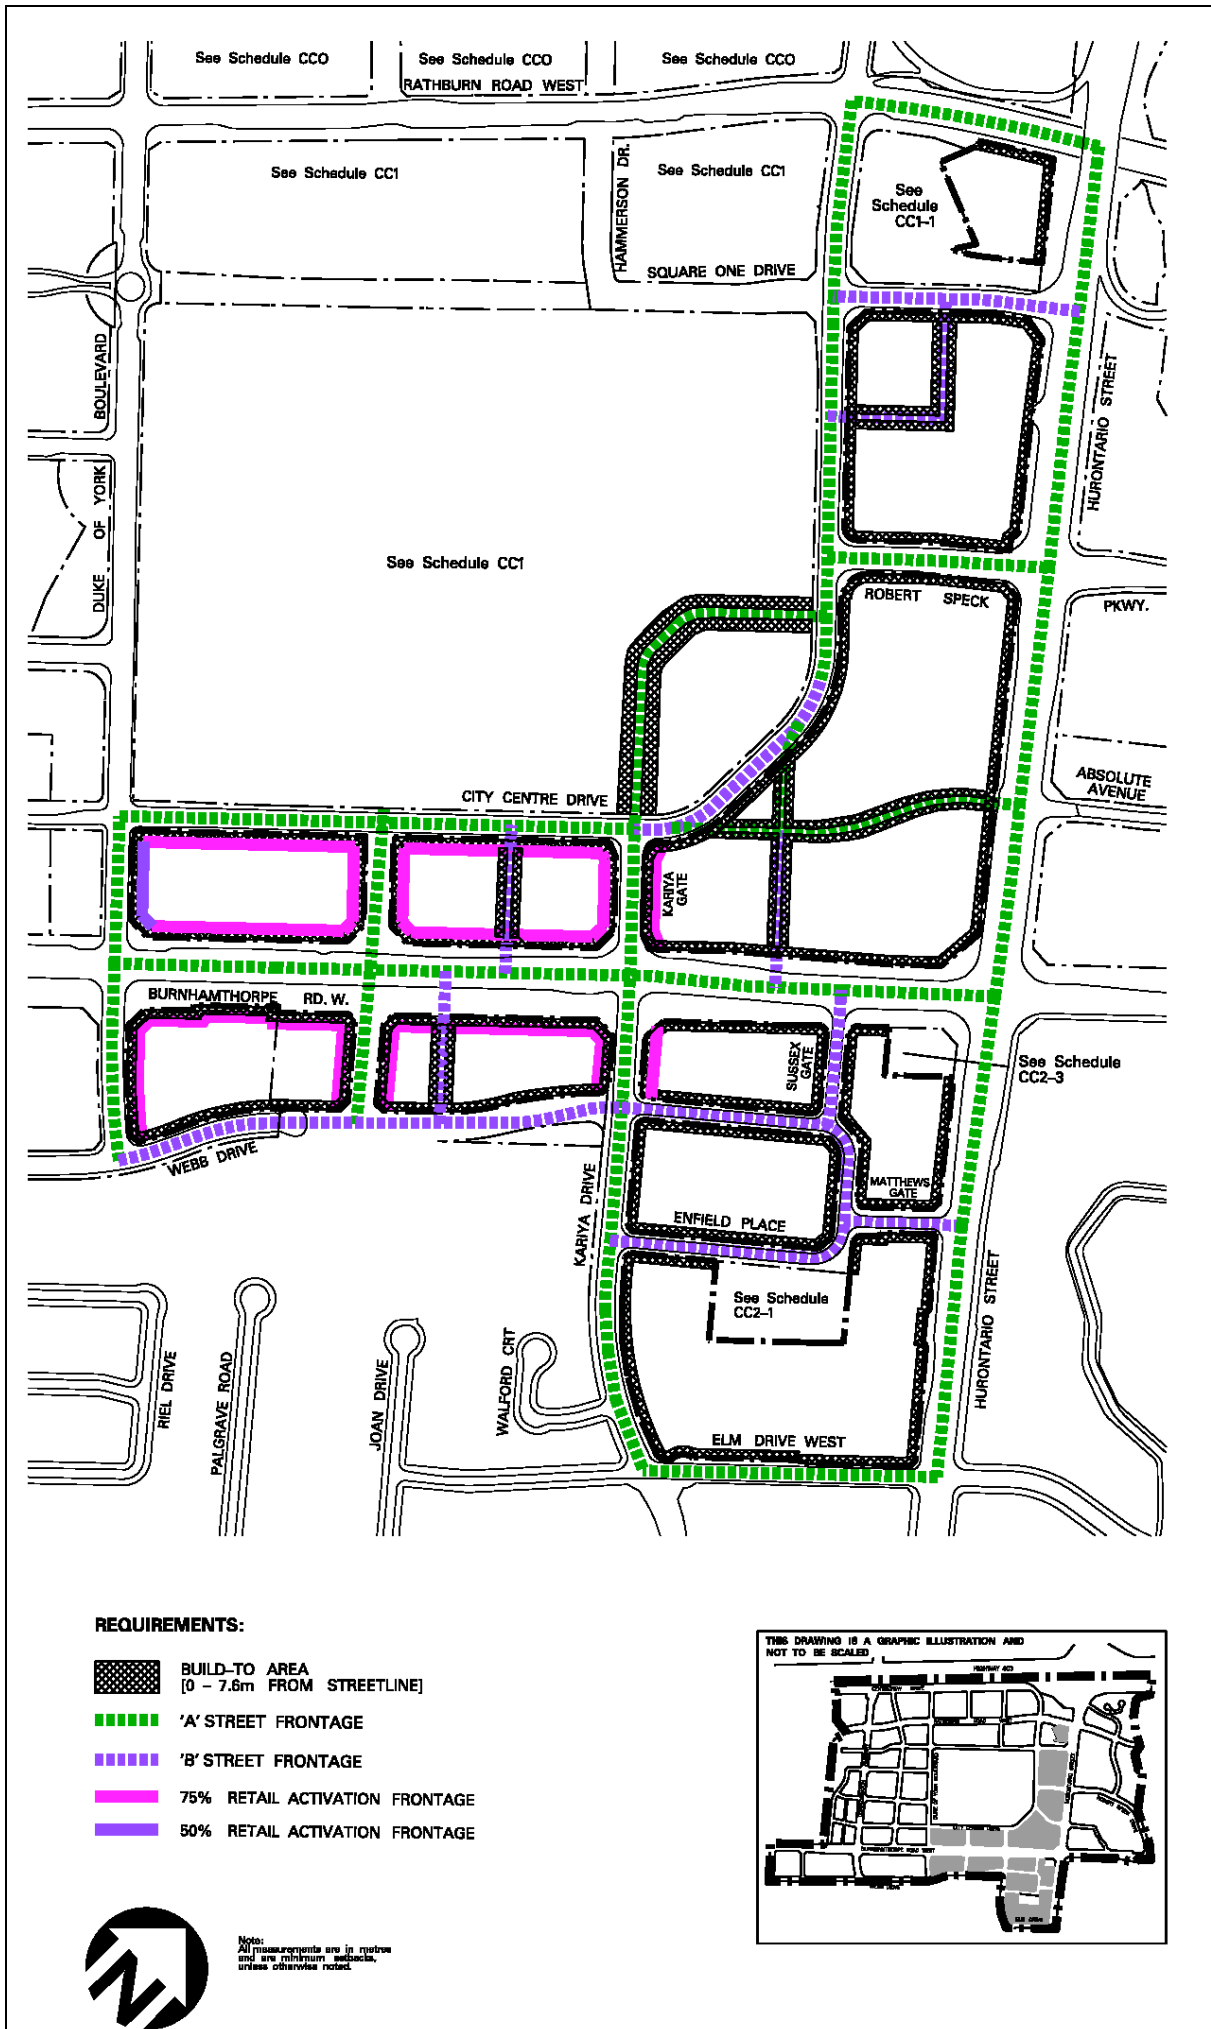 See Schedule CCO
See Schedule CCO
See Schedule CCO
RATHBURN ROAD WEST
See Schedule CC1
HAMMERSON DR.
See Schedule CC1
See
Schedule
CC1-1
SQUARE ONE DRIVE
BOULEVARD
HURONTARIO STREET
DUKE OF YORK
See Schedule CC1
ROBERT SPECK
PKWY.
ABSOLUTE
AVENUE
CITY CENTRE DRIVE
KARIYA
GATE
BURNHAMTHORPE RD. W.
SUSSEX
GATE
See Schedule
CC2-3
WEBB DRIVE
MATTHEWS
GATE
KARIYA DRIVE
ENFIELD PLACE
HURONTARIO STREET
See Schedule
CC2-1
RIEL DRIVE
PALGRAVE ROAD
JOAN DRIVE
WALFORD CRT
ELM DRIVE WEST
REQUIREMENTS:
BUILD-TO AREA
[0 - 7.6m FROM STREETLINE]
'A' STREET FRONTAGE
'B' STREET FRONTAGE
75% RETAIL ACTIVATION FRONTAGE
50% RETAIL ACTIVATION FRONTAGE
THIS DRAWING IS A GRAPHIC ILLUSTRATION AND
NOT TO BE SCALED
HIGHWAY 403
N
Note:
All measurements are in metres
and are minimum setbacks,
unless otherwise noted.